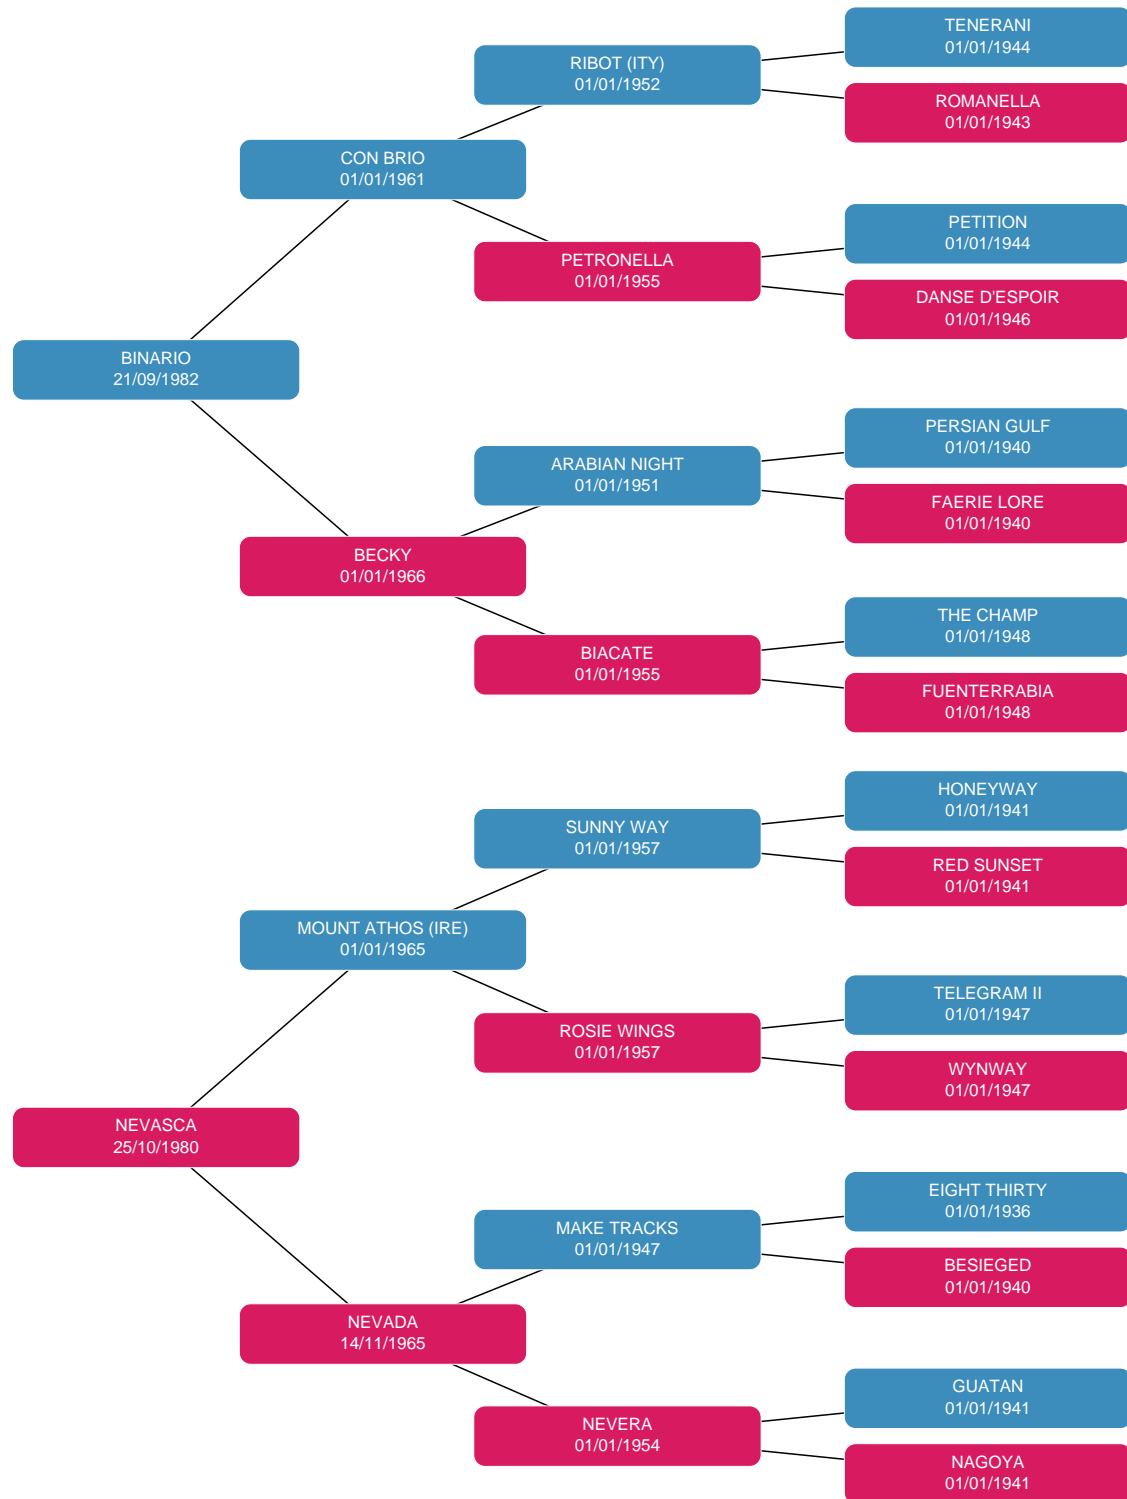 TENERANI
01/01/1944
RIBOT (ITY)
01/01/1952
ROMANELLA
01/01/1943
CON BRIO
01/01/1961
PETITION
01/01/1944
PETRONELLA
01/01/1955
DANSE D'ESPOIR
01/01/1946
BINARIO
21/09/1982
PERSIAN GULF
01/01/1940
ARABIAN NIGHT
01/01/1951
FAERIE LORE
01/01/1940
BECKY
01/01/1966
THE CHAMP
01/01/1948
BIACATE
01/01/1955
FUENTERRABIA
01/01/1948
HONEYWAY
01/01/1941
SUNNY WAY
01/01/1957
RED SUNSET
01/01/1941
MOUNT ATHOS (IRE)
01/01/1965
TELEGRAM II
01/01/1947
ROSIE WINGS
01/01/1957
WYNWAY
01/01/1947
NEVASCA
25/10/1980
EIGHT THIRTY
01/01/1936
MAKE TRACKS
01/01/1947
BESIEGED
01/01/1940
NEVADA
14/11/1965
GUATAN
01/01/1941
NEVERA
01/01/1954
NAGOYA
01/01/1941